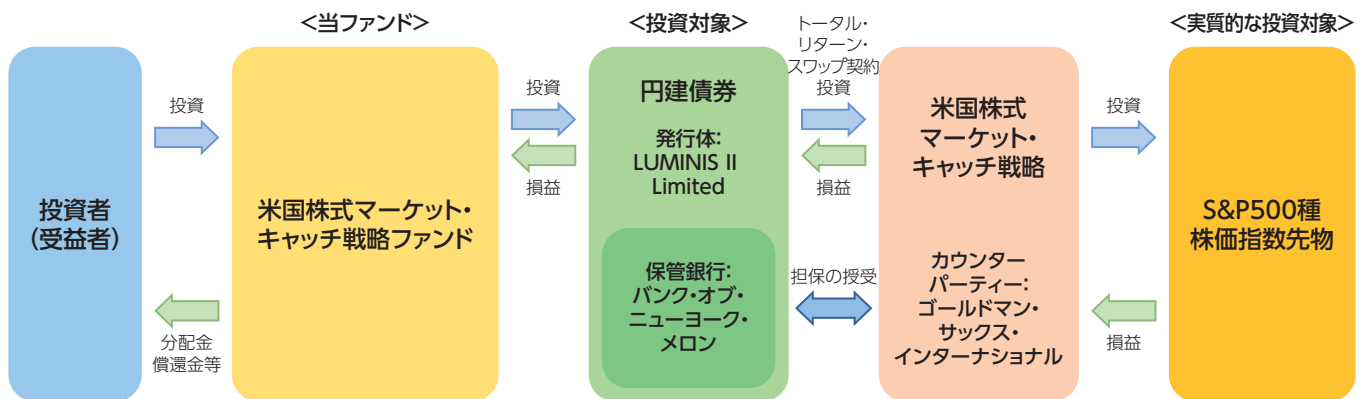 <当ファンド>
<投資対象>
<実質的な投資対象>
投資者
(受益者)
投資
分配金
償還金等
米国株式マーケット・
キャッチ戦略ファンド
投資
損益
円建債券
発行体:
LUMINIS II
Limited
保管銀行:
バンク・オブ・
ニューヨーク・
メロン
トータル・
リターン・
スワップ契約
投資
損益
担保の授受
米国株式
マーケット・
キャッチ戦略
カウンター
パーティー:
ゴールドマン・
サックス・
インターナショナル
投資
損益
S&P500種
株価指数先物